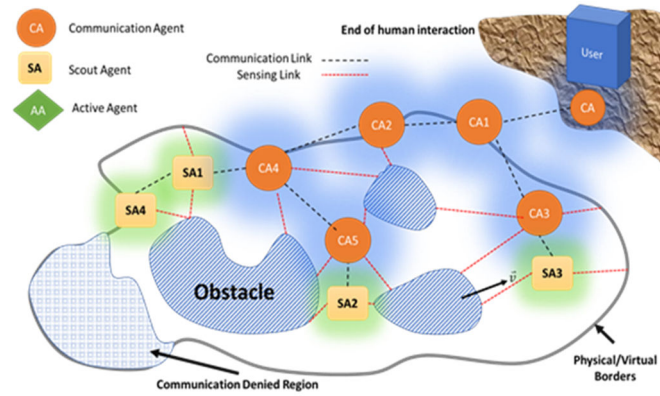 CA Communication Agent
SA Scout Agent
AA Active Agent
End of human interaction
Communication Link
Sensing Link
User
CA
CA2
CA1
CA4
SA1
SA4
CA3
CA5
SA3
SA2
Obstacle
v
Physical/Virtual
Borders
Communication Denied Region